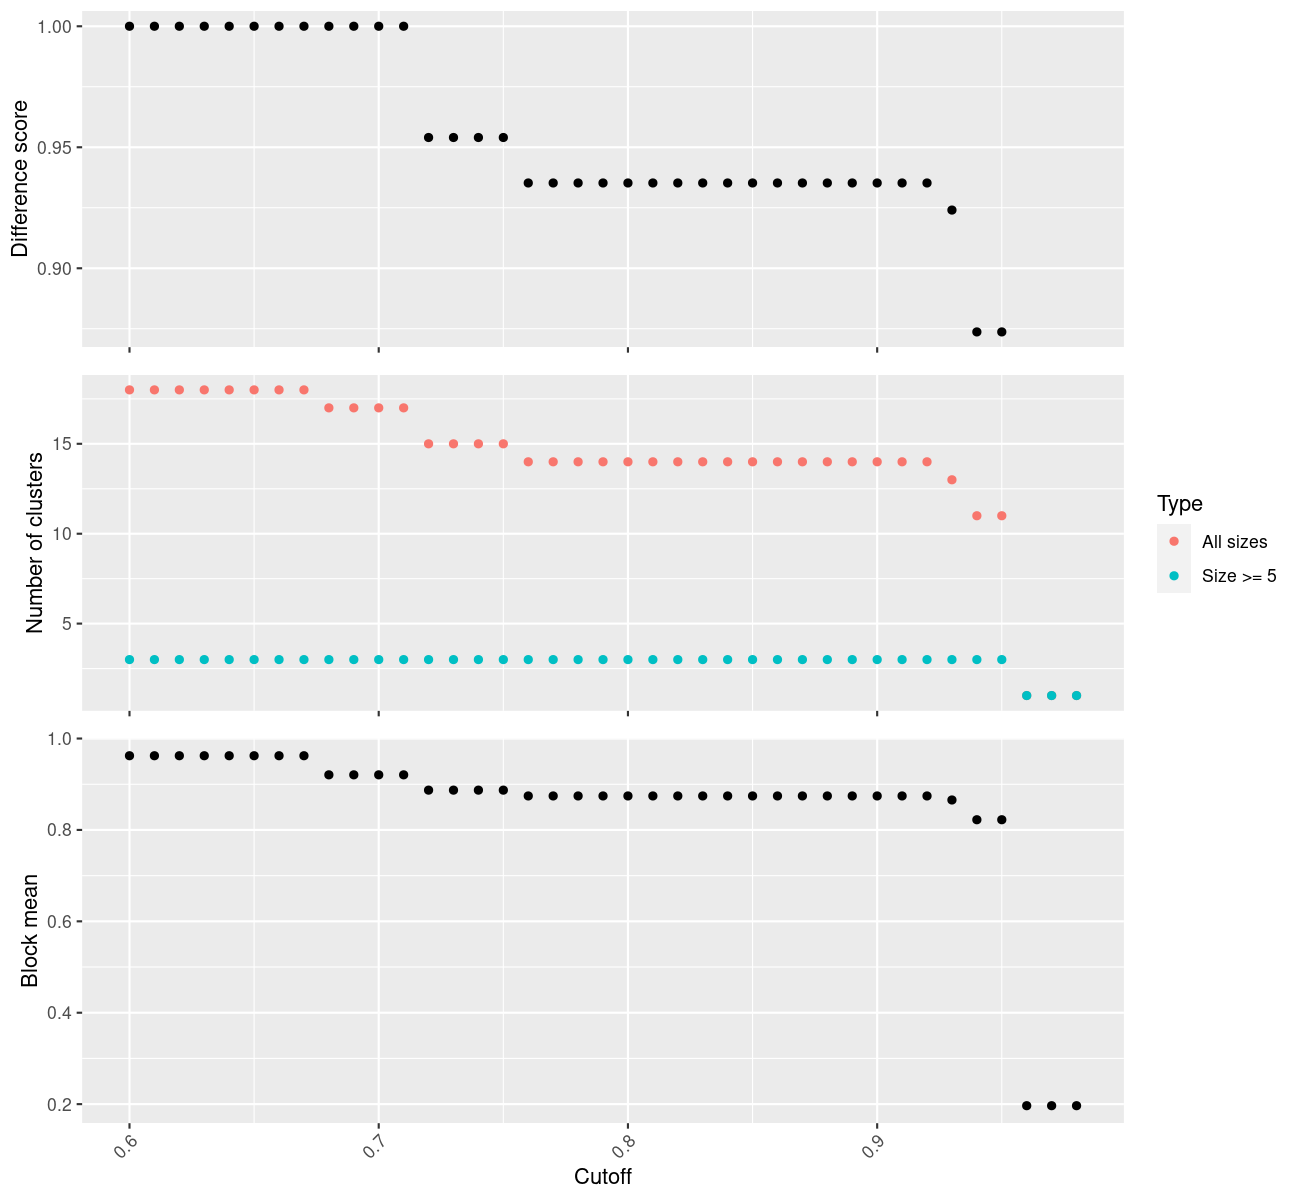 Difference score
1.00
0.95
0.90
Number of clusters
15
10
5
Type
All sizes
Size >= 5
Block mean
1.0
0.8
0.6
0.4
0.2
0.6
0.7
0.8
0.9
Cutoff